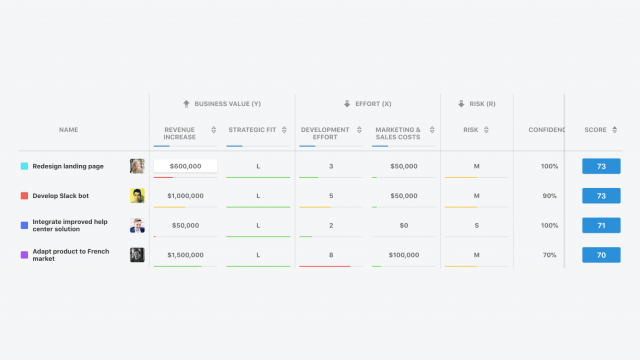 BUSINESS VALUE (Y) EFFORT (X) RISK (R)
NAME REVENUE INCREASE STRATEGIC FIT DEVELOPMENT EFFORT MARKETING & SALES COSTS RISK CONFIDENC SCORE
Redesign landing page $600,000 L 3 $50,000 M 100% 73
Develop Slack bot $1,000,000 L 5 $50,000 M 90% 73
Integrate improved help center solution $50,000 L 2 $0 S 100% 71
Adapt product to French market $1,500,000 L 8 $100,000 M 70% 70